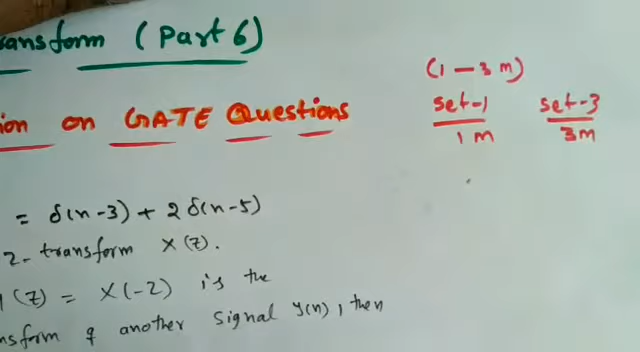 ansform (Part 6)
(1 - 3 m)
set-1 set-3
1 m 3m
ion on GATE Questions
= δ(n-3) + 2 δ(n-5)
z-transform X(z).
(z) = X(-z) is the
nsform of another signal y(n), then